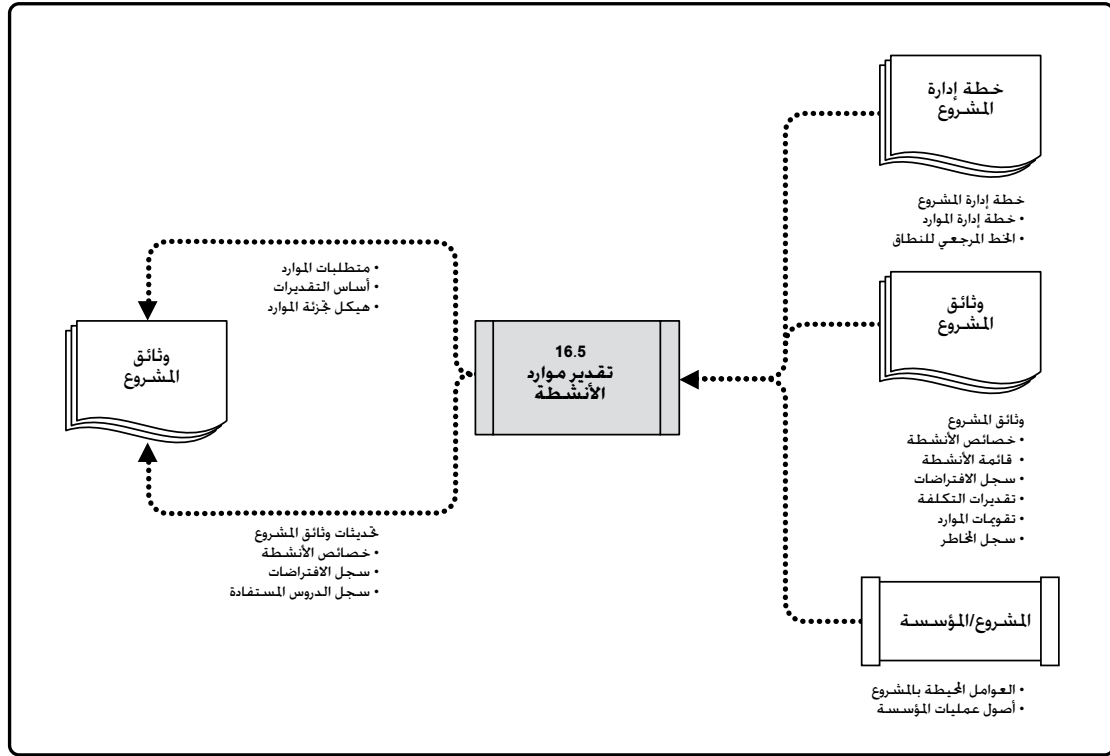 خطة إدارة
المشروع
خطة إدارة المشروع
• خطة إدارة الموارد
• الخط المرجعي للنطاق
وثائق
المشروع
وثائق المشروع
• خصائص الأنشطة
• قائمة الأنشطة
• سجل الافتراضات
• تقديرات التكلفة
• تقويمات الموارد
• سجل المخاطر
المشروع/المؤسسة
• العوامل المحيطة بالمشروع
• أصول عمليات المؤسسة
16.5
تقدير موارد
الأنشطة
• متطلبات الموارد
• أساس التقديرات
• هيكل تجزئة الموارد
وثائق
المشروع
تحديثات وثائق المشروع
• خصائص الأنشطة
• سجل الافتراضات
• سجل الدروس المستفادة